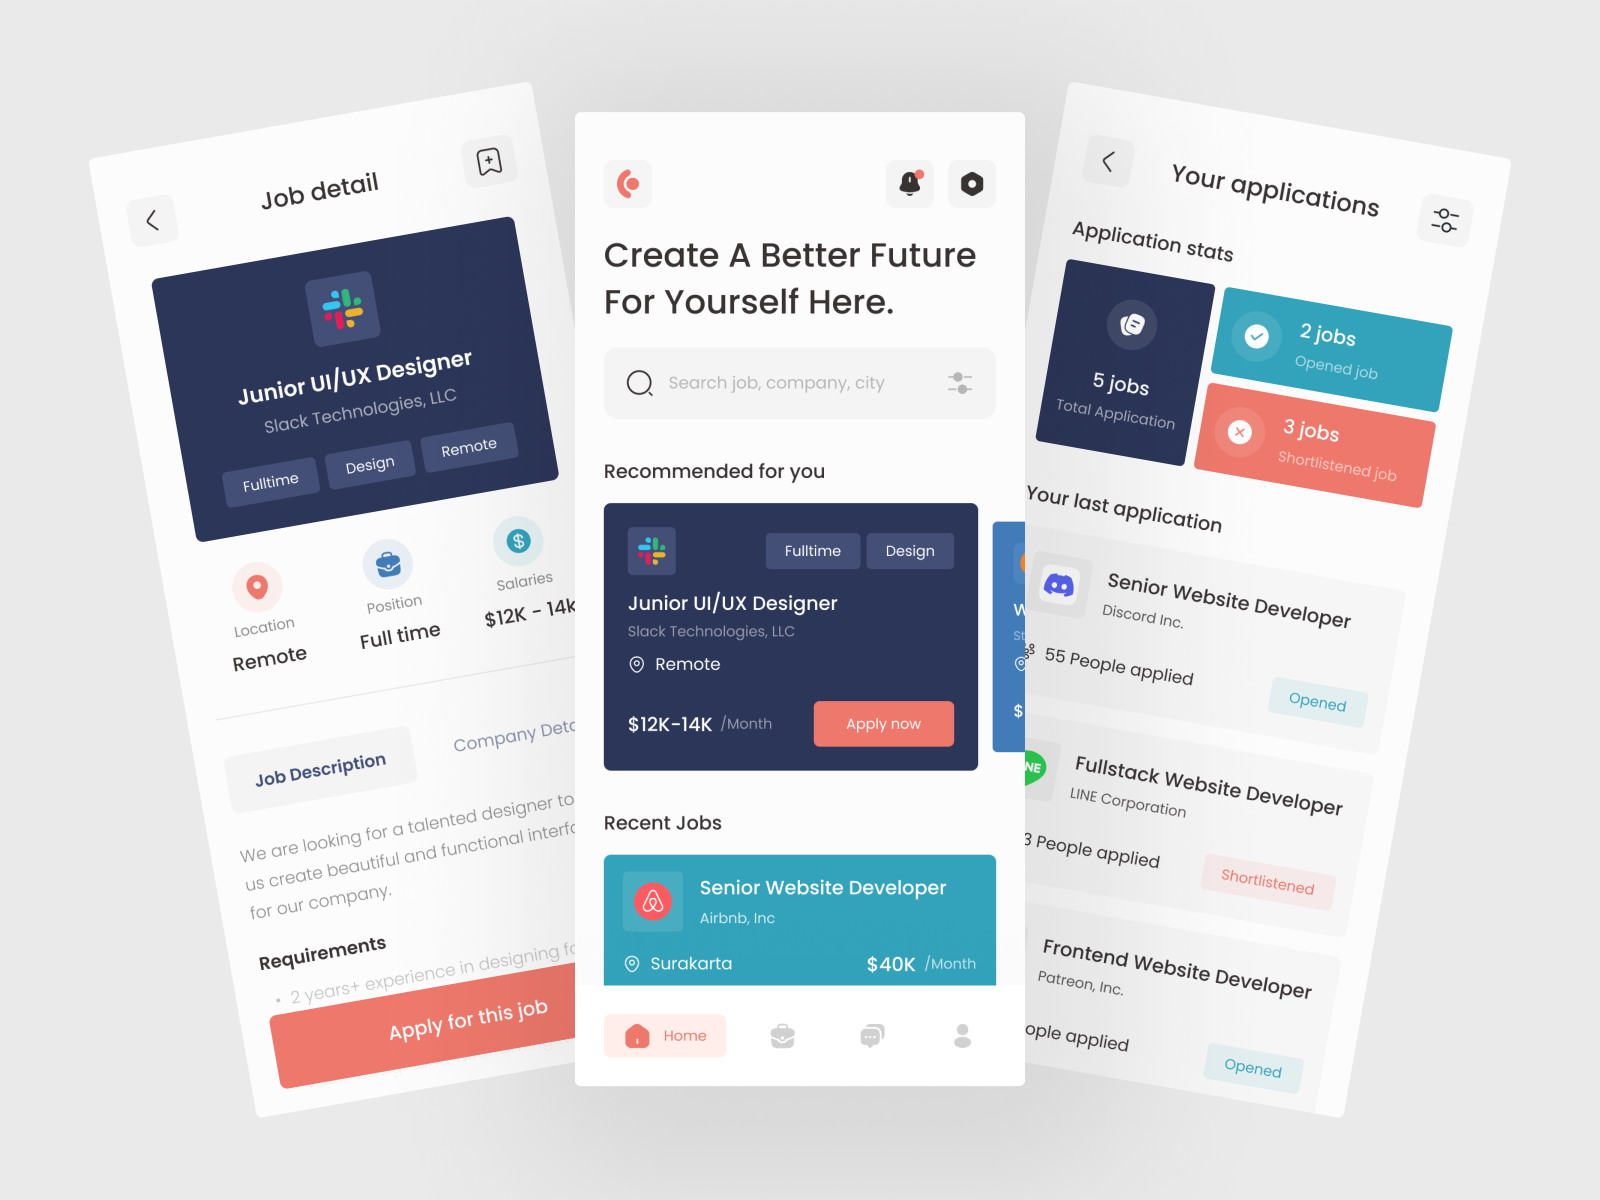 Job detail
Junior UI/UX Designer
Slack Technologies, LLC
Fulltime
Design
Remote
Location
Remote
Position
Full time
Salaries
$12K - 14k
Job Description
Company
We are looking for a talented designer to
us create beautiful and functional
for our company.
Requirements
• 2 years+ experience in designing
Apply for this job
Create A Better Future
For Yourself Here.
Search job, company, city
Recommended for you
Fulltime
Design
Junior UI/UX Designer
Slack Technologies, LLC
Remote
$12K-14K /Month
Apply now
W
St
$
Recent Jobs
Senior Website Developer
Airbnb, Inc
Surakarta
$40K /Month
Home
Your applications
Application stats
5 jobs
Total Application
2 jobs
Opened job
3 jobs
Shortlistened job
Your last application
Senior Website Developer
Discord Inc.
55 People applied
Opened
NE
Fullstack Website Developer
LINE Corporation
3 People applied
Shortlistened
Frontend Website Developer
Patreon, Inc.
ople applied
Opened